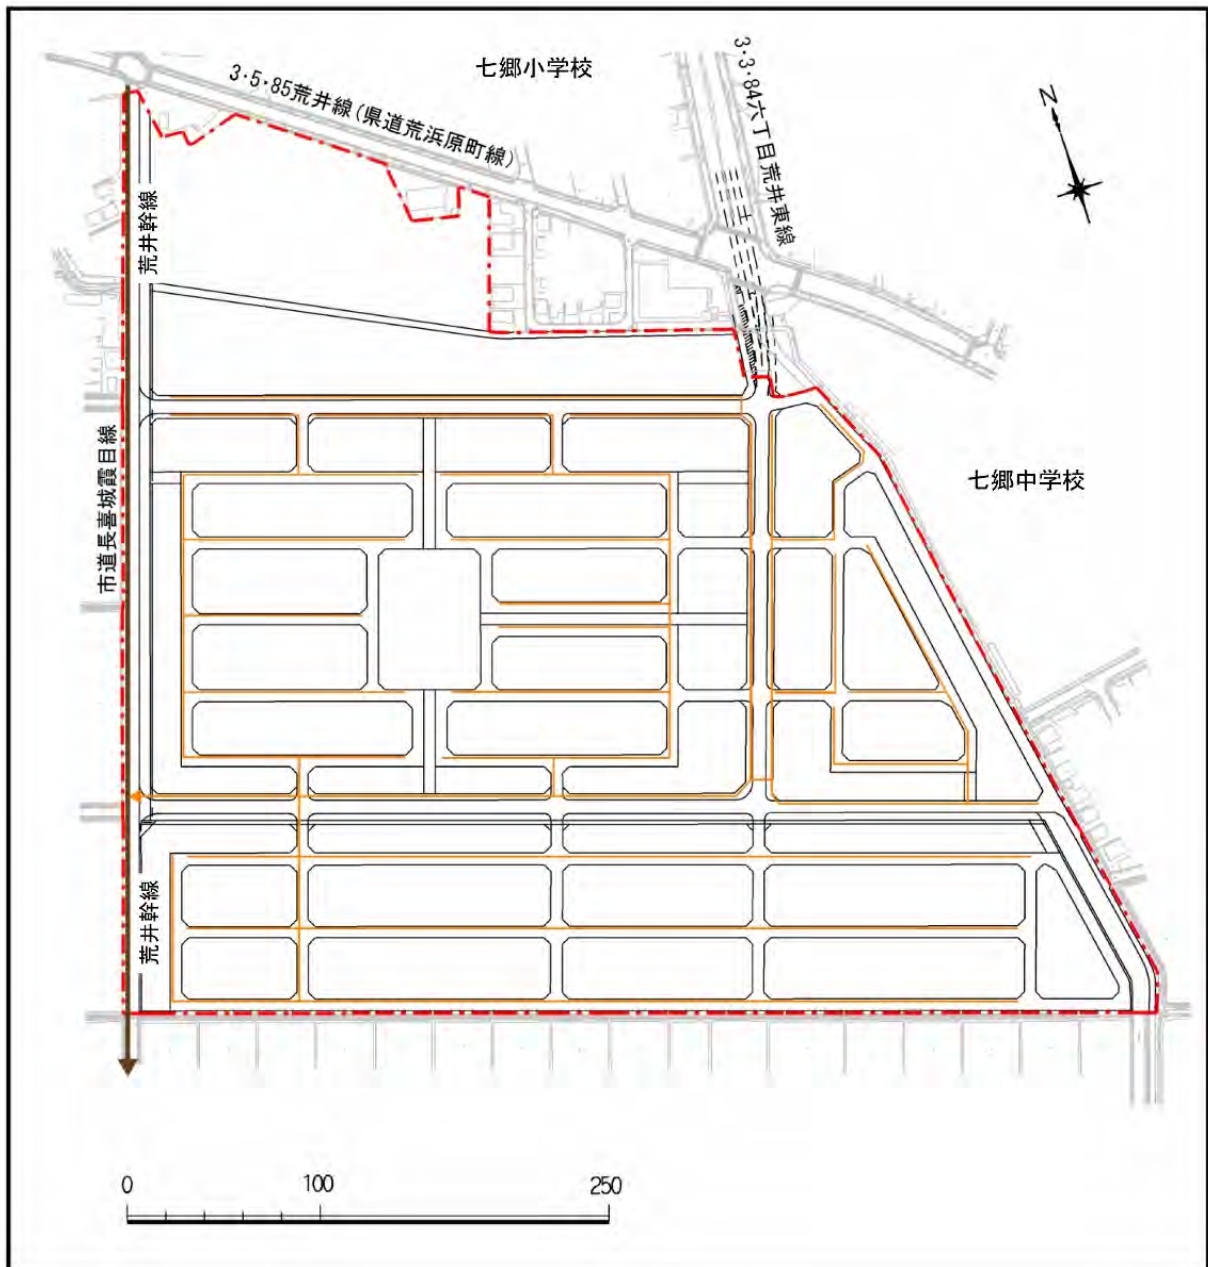 七郷小学校
3・5・85荒井線(県道荒浜原町線)
3・3・84六丁目荒井東線
N
荒井幹線
市道長喜城霞目線
七郷中学校
荒井幹線
0 100 250